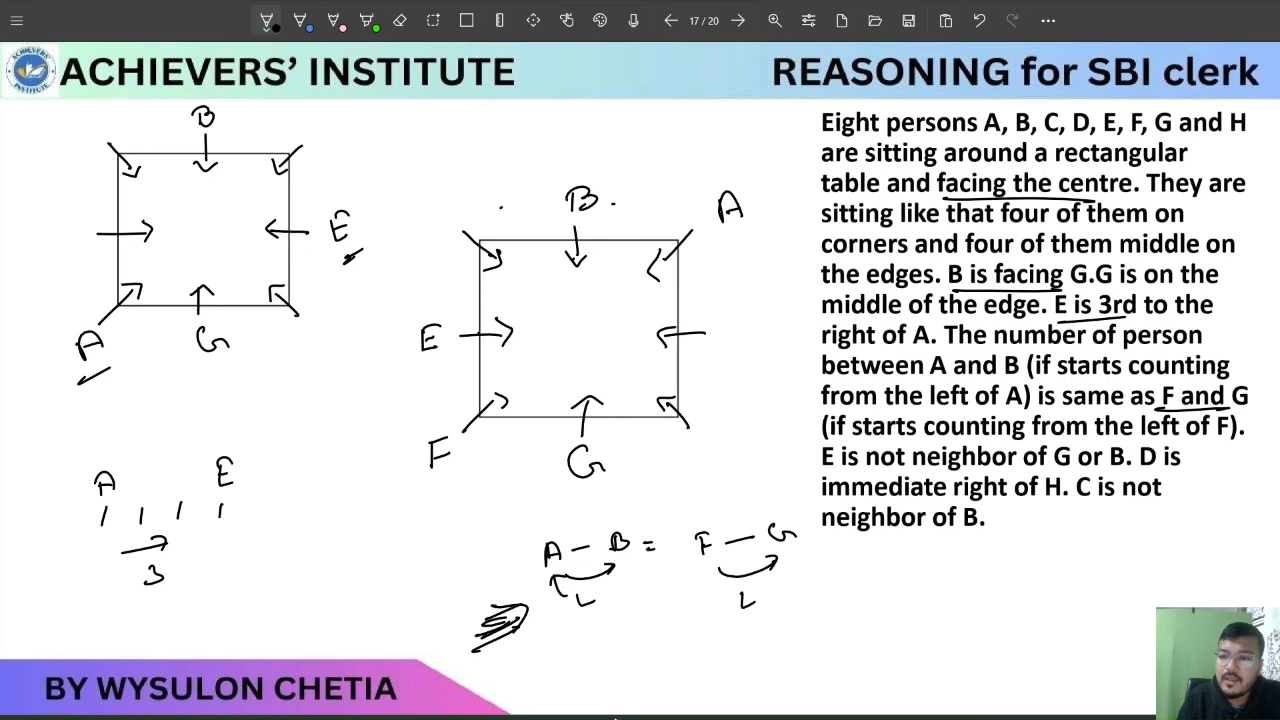 17 / 20
ACHIEVERS' INSTITUTE
REASONING for SBI clerk
Eight persons A, B, C, D, E, F, G and H
are sitting around a rectangular
table and facing the centre. They are
sitting like that four of them on
corners and four of them middle on
the edges. B is facing G.G is on the
middle of the edge. E is 3rd to the
right of A. The number of person
between A and B (if starts counting
from the left of A) is same as F and G
(if starts counting from the left of F).
E is not neighbor of G or B. D is
immediate right of H. C is not
neighbor of B.
B
E
A
G
B
A
E
F
G
A
E
3
A - B = F - G
L
L
BY WYSULON CHETIA